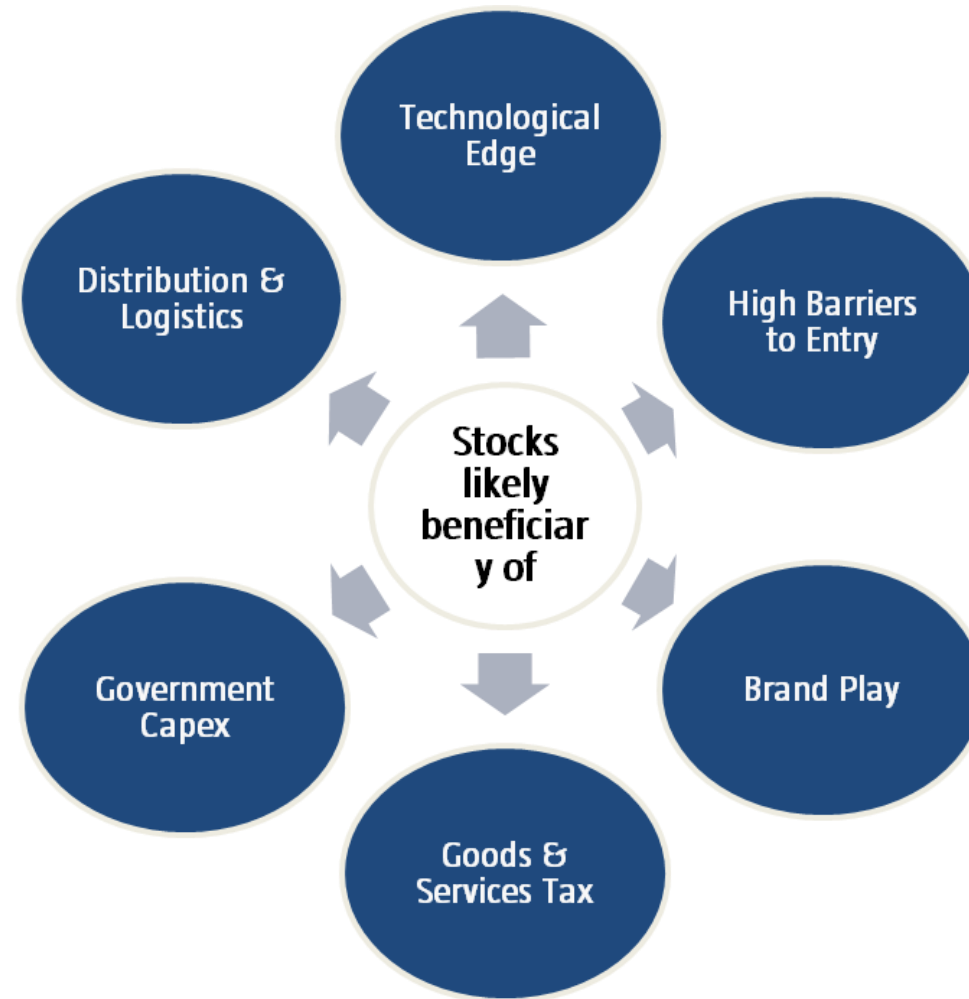 Technological
Edge
Distribution &
Logistics
High Barriers
to Entry
Stocks
likely
beneficiar
y of
Government
Capex
Brand Play
Goods &
Services Tax